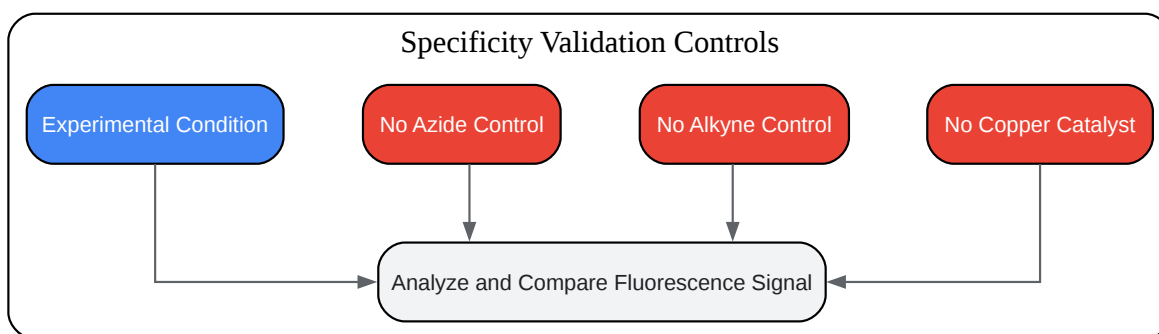 Specificity Validation Controls
Experimental Condition
No Azide Control
No Alkyne Control
No Copper Catalyst
Analyze and Compare Fluorescence Signal